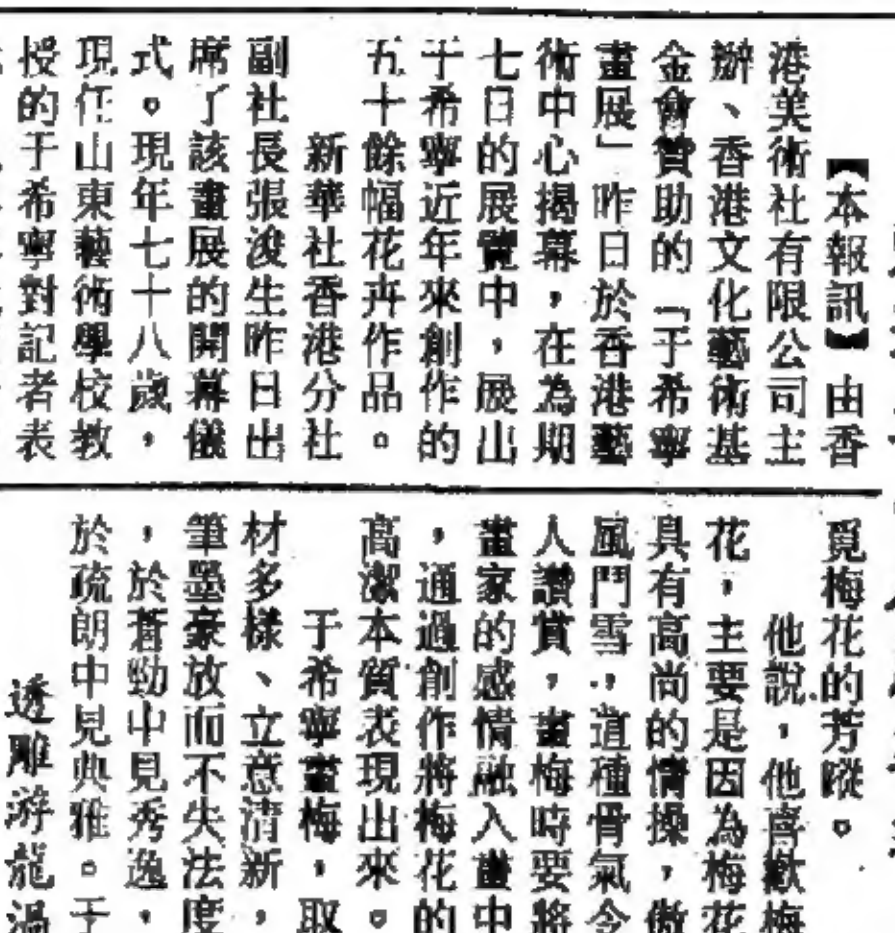 【本報訊】由香
港美術社有限公司主
辦、香港文化藝術基
金會贊助的「于希寧
畫展」昨日於香港藝
術中心揭幕，在為期
七日的展覽中，展出
于希寧近年來創作的
五十餘幅花卉作品。
新華社香港分社
副社長張浚生昨日出
席了該畫展的開幕儀
式。現年七十八歲，
現任山東藝術學校教
授的于希寧對記者表
覓梅花的芳蹤。
他說，他喜歡梅
花，主要是因為梅花
具有高尚的情操，傲
風鬥雪，這種骨氣令
人讚賞，畫梅時要將
畫家的感情融入畫中
，通過創作將梅花的
高潔本質表現出來。
于希寧畫梅，取
材多樣、立意清新，
筆墨豪放而不失法度
，於蒼勁中見秀逸，
於疏朗中見典雅。于
透雕游龍渦